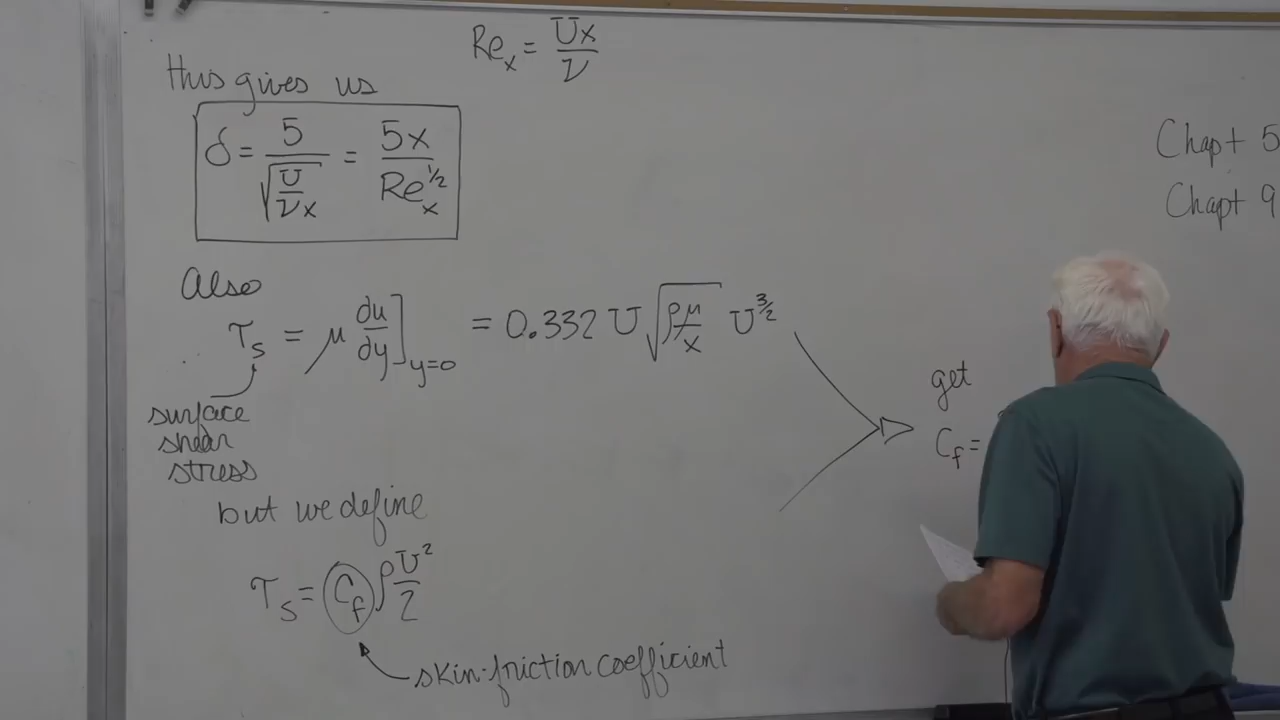 Re_x = Ux/ν
this gives us
δ = 5/√(U/νx) = 5x/Re_x^½
Chapt 5
Chapt 9
Also
τ_s = μ du/dy]_y=0 = 0.332 U √(ρμ/x) U^3/2
surface
shear
stress
get
C_f =
but we define
τ_s = C_f ρ U²/2
skin-friction coefficient